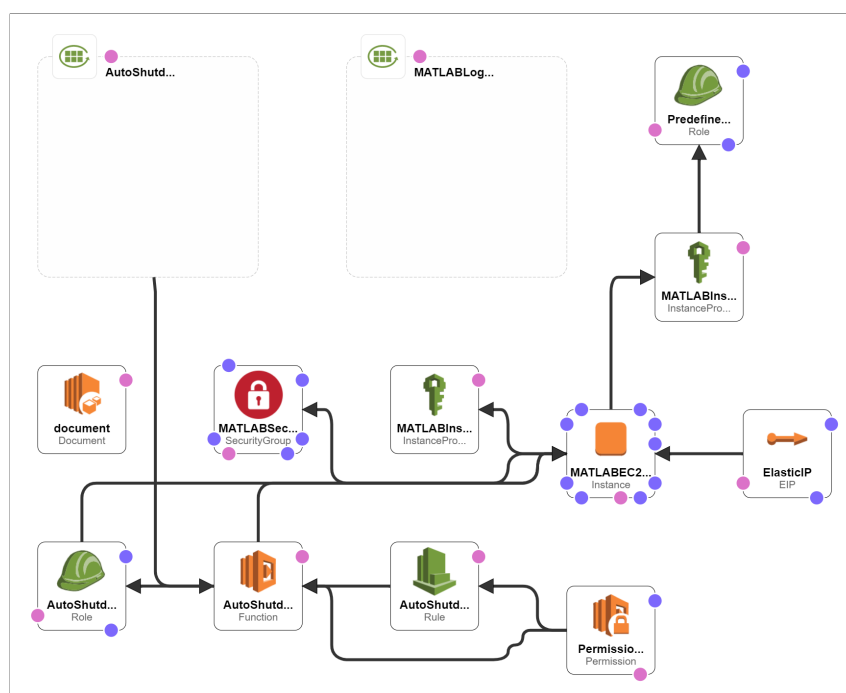 AutoShutd...
MATLABLog...
Predefine...
Role
MATLABIns...
InstancePro...
document
Document
MATLABSec...
SecurityGroup
MATLABIns...
InstancePro...
MATLABEC2...
Instance
ElasticIP
EIP
AutoShutd...
Role
AutoShutd...
Function
AutoShutd...
Rule
Permissio...
Permission